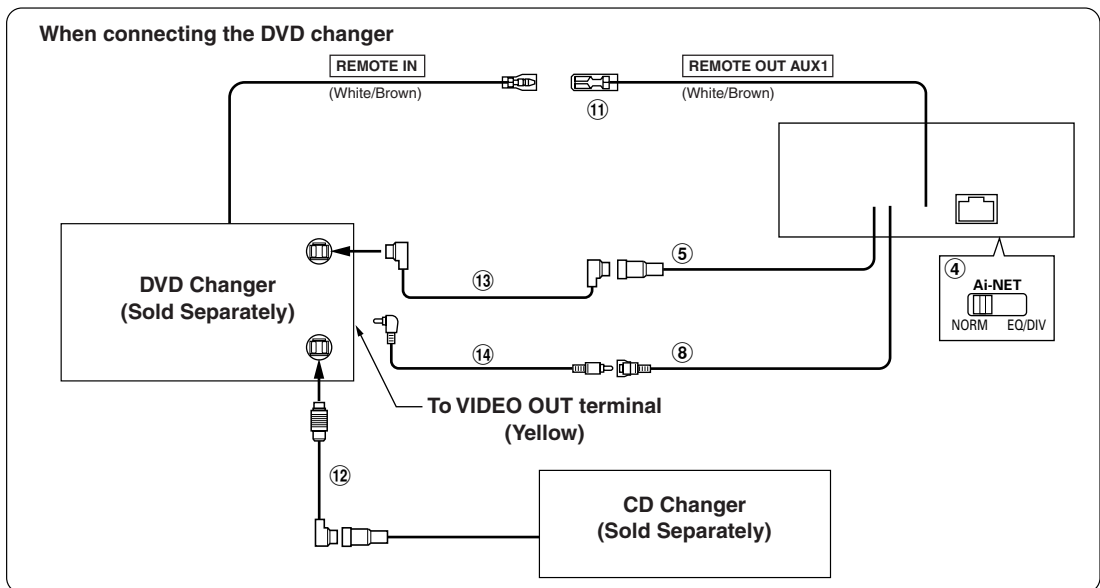 When connecting the DVD changer
REMOTE IN
(White/Brown)
REMOTE OUT AUX1
(White/Brown)
⑪
DVD Changer
(Sold Separately)
⑬
⑤
④
Ai-NET
NORM EQ/DIV
⑭
⑧
To VIDEO OUT terminal
(Yellow)
⑫
CD Changer
(Sold Separately)